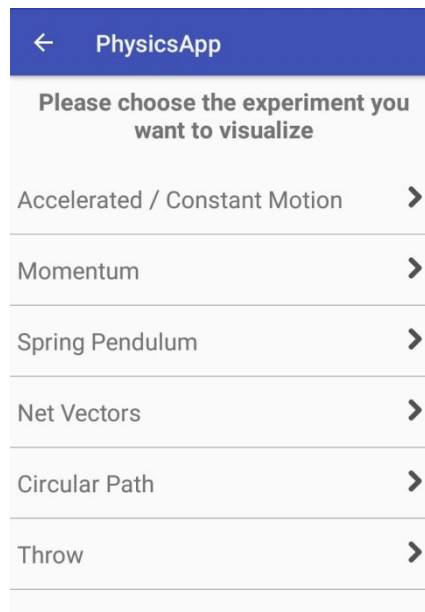 PhysicsApp
Please choose the experiment you
want to visualize
Accelerated / Constant Motion
Momentum
Spring Pendulum
Net Vectors
Circular Path
Throw